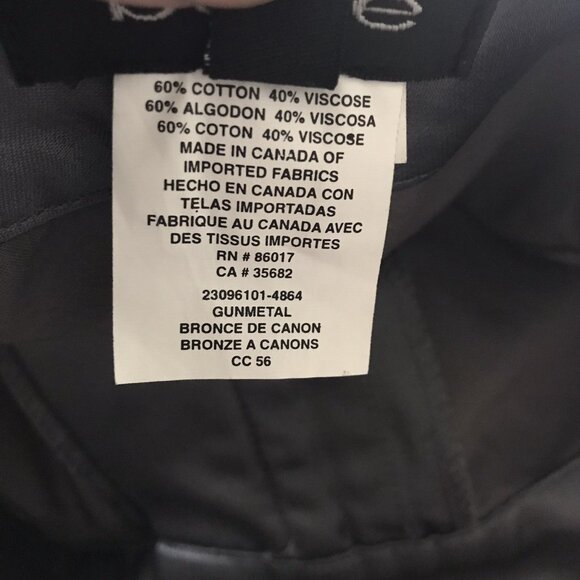 60% COTTON 40% VISCOSE
60% ALGODON 40% VISCOSA
60% COTON 40% VISCOSE
MADE IN CANADA OF
IMPORTED FABRICS
HECHO EN CANADA CON
TELAS IMPORTADAS
FABRIQUE AU CANADA AVEC
DES TISSUS IMPORTES
RN # 86017
CA # 35682
23096101-4864
GUNMETAL
BRONCE DE CANON
BRONZE A CANONS
CC 56